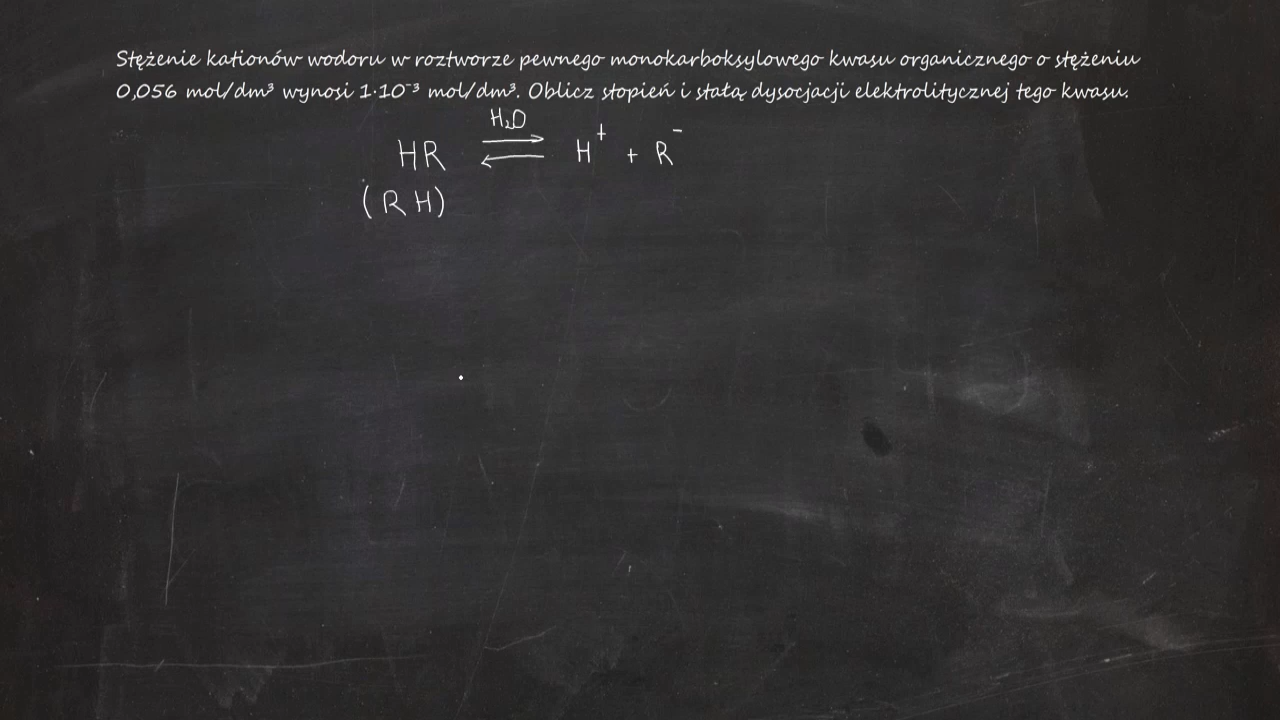 Stężenie kationów wodoru w roztworze pewnego monokarboksylowego kwasu organicznego o stężeniu
0,056 mol/dm³ wynosi 1·10⁻³ mol/dm³. Oblicz stopień i stałą dysocjacji elektrolitycznej tego kwasu.
H₂O
HR ⇌ H⁺ + R⁻
(RH)